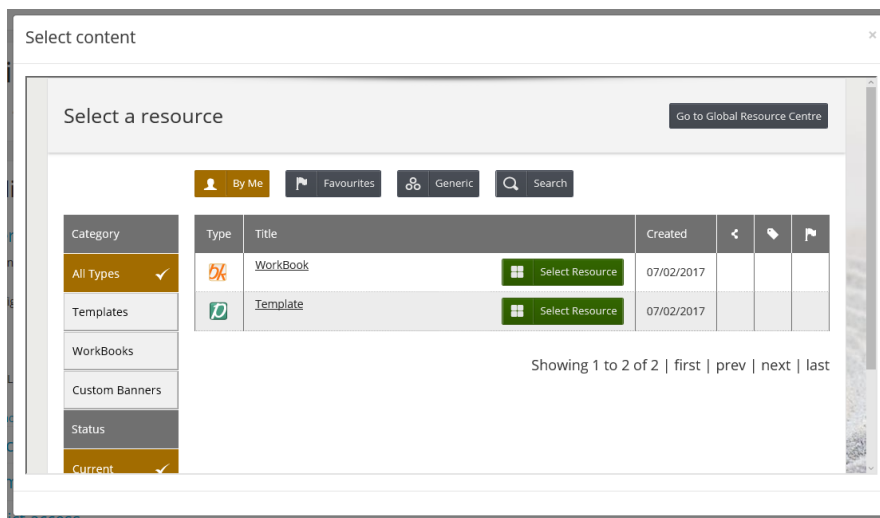 Select content
×
Select a resource
Go to Global Resource Centre
By Me
Favourites
Generic
Search
Category
All Types
Templates
WorkBooks
Custom Banners
Status
Current
Type Title Created
WorkBook Select Resource 07/02/2017
Template Select Resource 07/02/2017
Showing 1 to 2 of 2 | first | prev | next | last